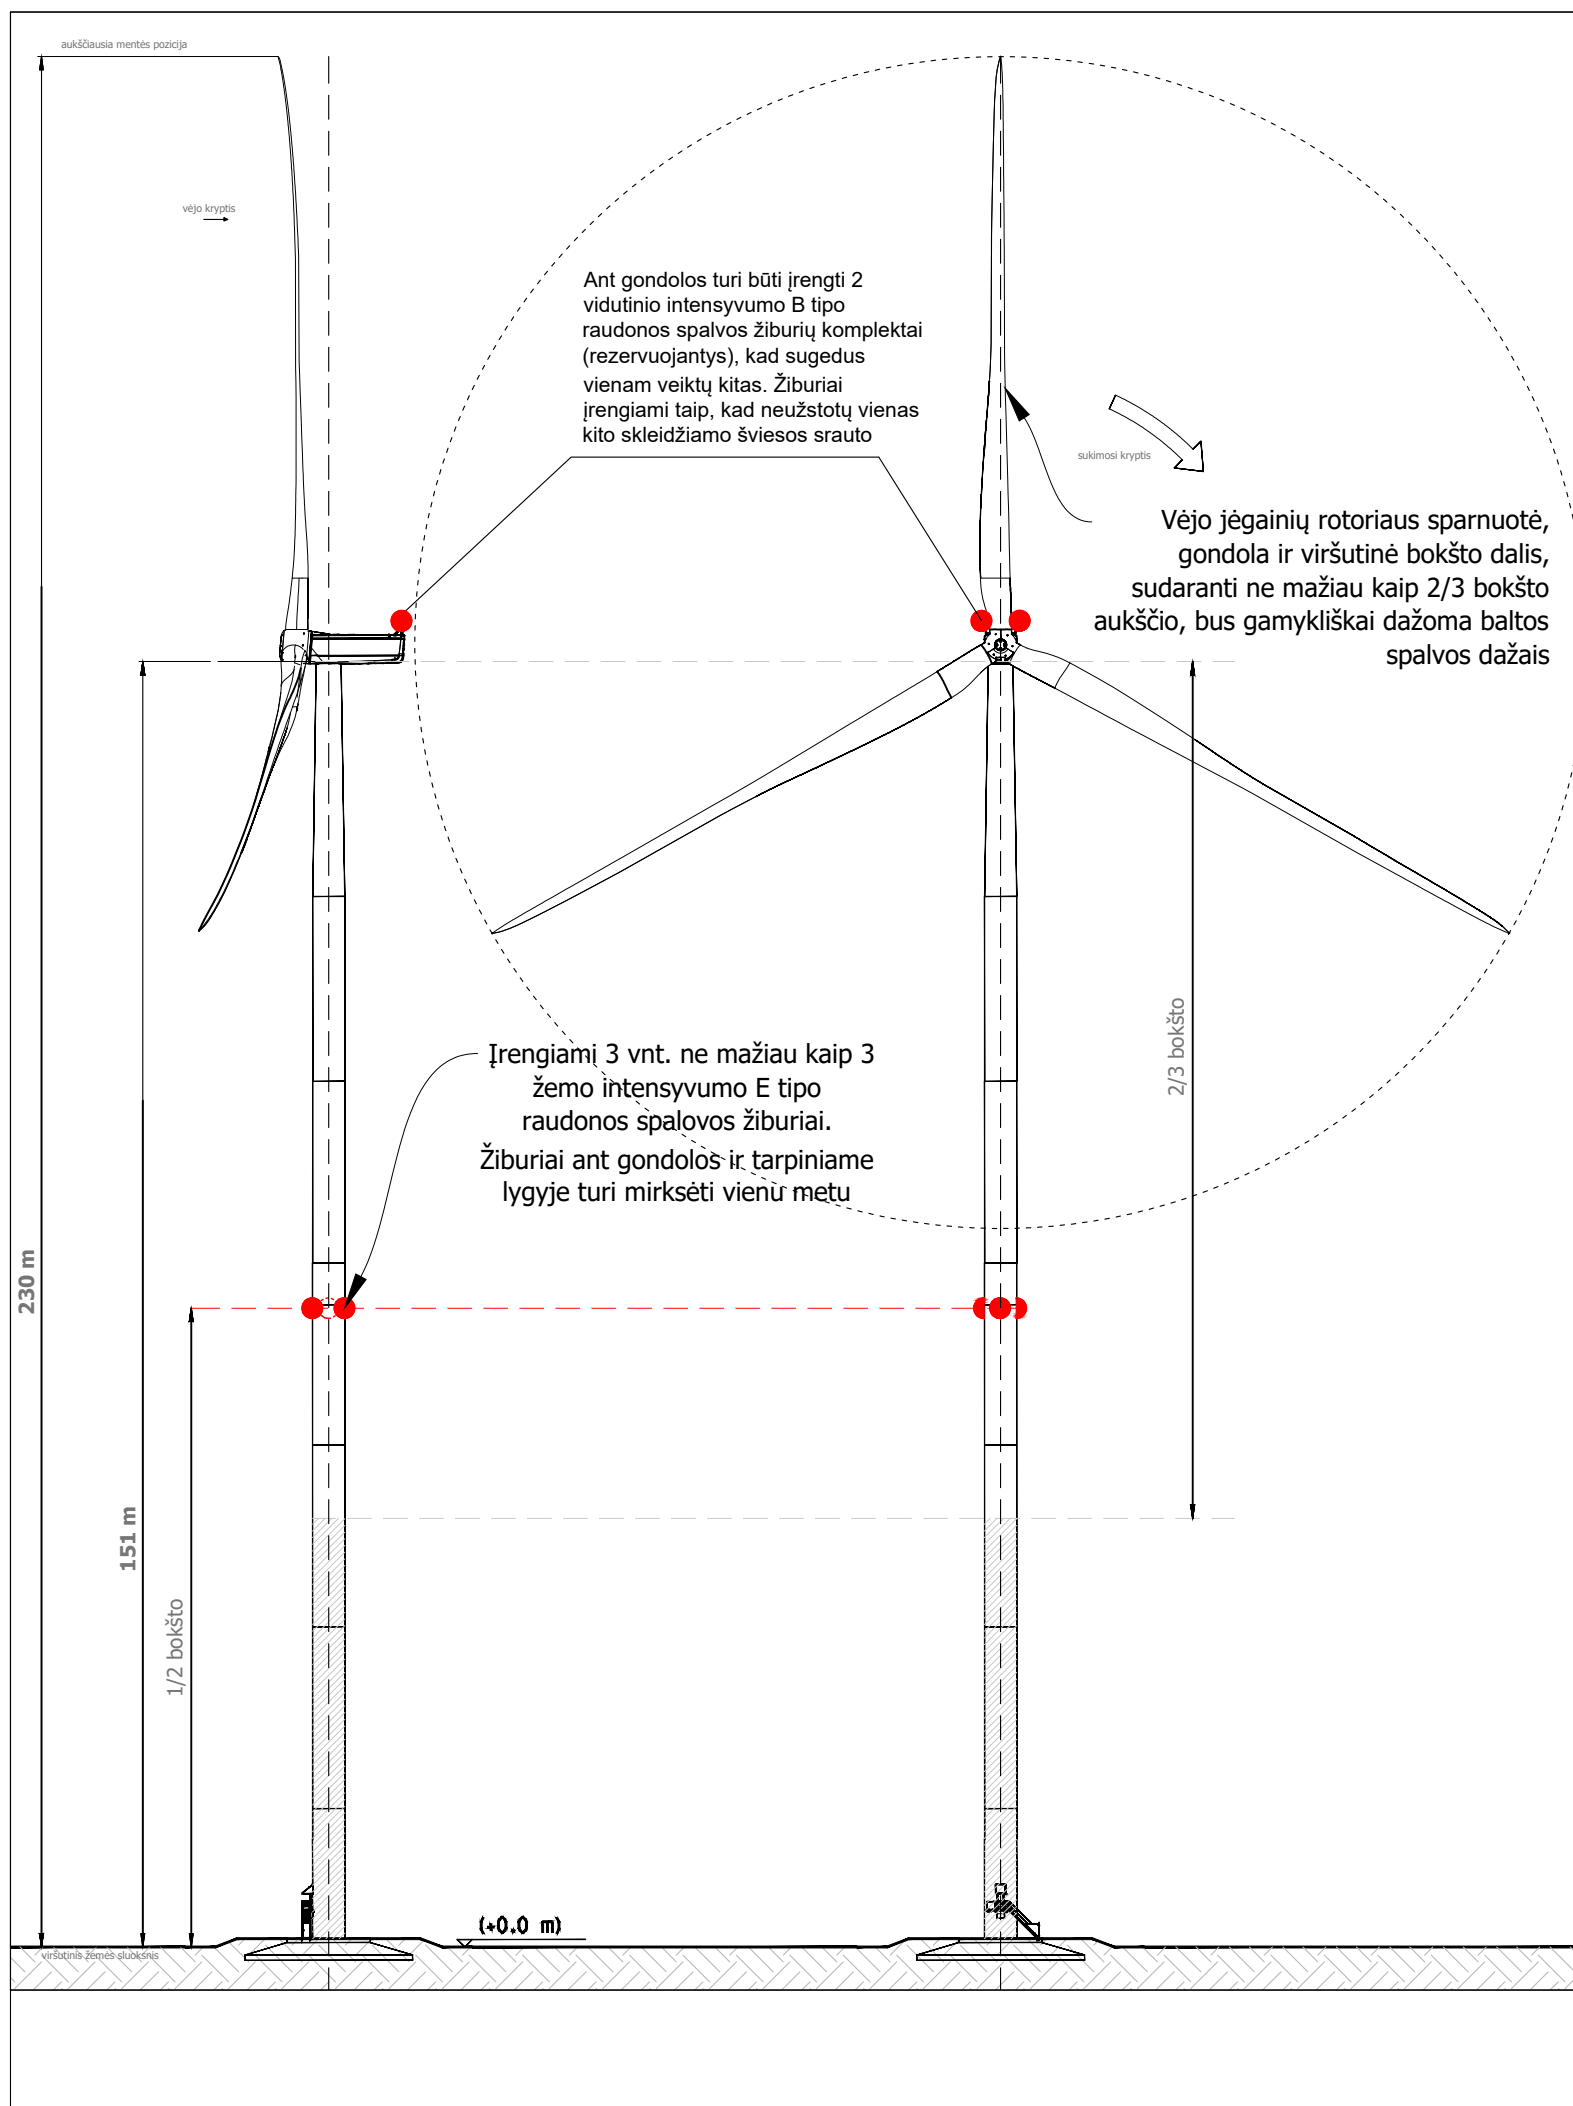 aukščiausia mentės pozicija
vėjo kryptis
Ant gondolos turi būti įrengti 2
vidutinio intensyvumo B tipo
raudonos spalvos žiburių komplektai
(rezervuojantys), kad sugedus
vienam veiktų kitas. Žiburiai
įrengiami taip, kad neužstotų vienas
kito skleidžiamo šviesos srauto
sukimosi kryptis
Vėjo jėgainių rotoriaus sparnuotė,
gondola ir viršutinė bokšto dalis,
sudaranti ne mažiau kaip 2/3 bokšto
aukščio, bus gamykliškai dažoma baltos
spalvos dažais
2/3 bokšto
Įrengiami 3 vnt. ne mažiau kaip 3
žemo intensyvumo E tipo
raudonos spalovos žiburiai.
Žiburiai ant gondolos ir tarpiniame
lygyje turi mirksėti vienu metu
230 m
151 m
1/2 bokšto
(+0.0 m)
viršutinis žemės sluoksnis